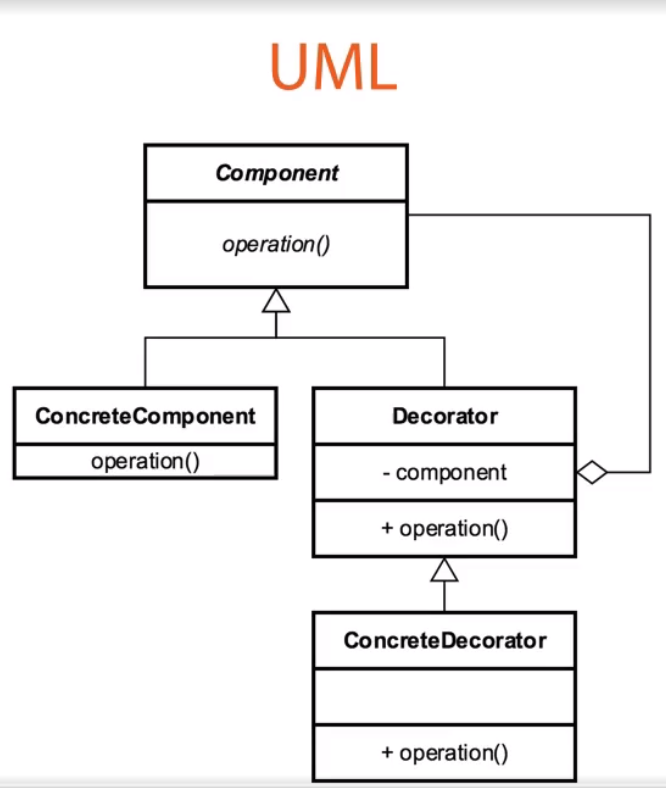 UML
Component
operation()
ConcreteComponent
operation()
Decorator
- component
+ operation()
ConcreteDecorator
+ operation()